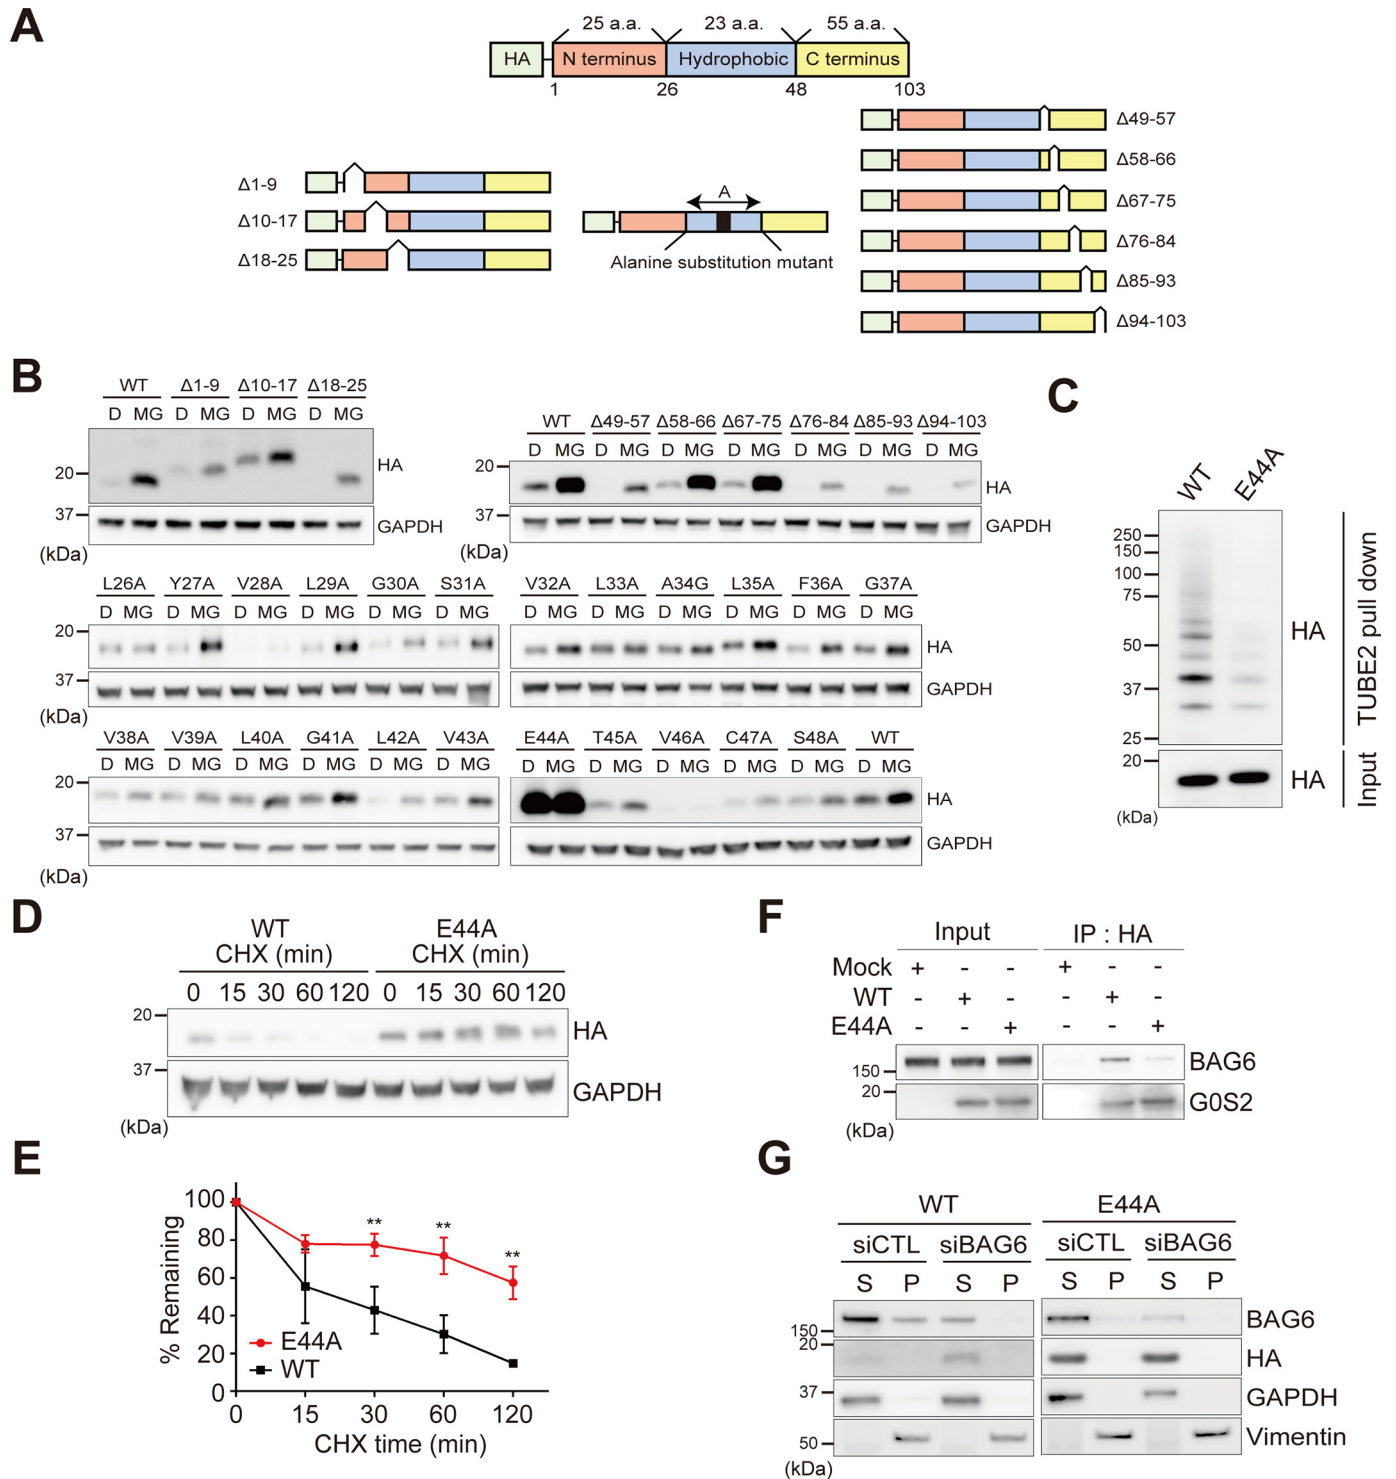 A
25 a.a. 23 a.a. 55 a.a.
HA N terminus Hydrophobic C terminus
1 26 48 103
Δ1-9
Δ10-17
Δ18-25
A
Alanine substitution mutant
Δ49-57
Δ58-66
Δ67-75
Δ76-84
Δ85-93
Δ94-103
B
WT Δ1-9 Δ10-17 Δ18-25
D MG D MG D MG D MG
20 HA
37 GAPDH
(kDa)
WT Δ49-57 Δ58-66 Δ67-75 Δ76-84 Δ85-93 Δ94-103
D MG D MG D MG D MG D MG D MG D MG
20 HA
37 GAPDH
(kDa)
L26A Y27A V28A L29A G30A S31A
D MG D MG D MG D MG D MG D MG
20
37
(kDa)
V32A L33A A34G L35A F36A G37A
D MG D MG D MG D MG D MG D MG
HA
GAPDH
V38A V39A L40A G41A L42A V43A
D MG D MG D MG D MG D MG D MG
20
37
(kDa)
E44A T45A V46A C47A S48A WT
D MG D MG D MG D MG D MG D MG
HA
GAPDH
C
WT E44A
250
150
100
75
50
37
25
HA
TUBE2 pull down
20
HA
Input
(kDa)
D
WT E44A
CHX (min) CHX (min)
0 15 30 60 120 0 15 30 60 120
20 HA
37 GAPDH
(kDa)
E
% Remaining
100
80
60
40
20
0
** ** **
E44A
WT
0 15 30 60 120
CHX time (min)
F
Input IP : HA
Mock + - - + - -
WT - + - - + -
E44A - - + - - +
150 BAG6
20 G0S2
(kDa)
G
WT E44A
siCTL siBAG6 siCTL siBAG6
S P S P S P S P
150 BAG6
20 HA
37 GAPDH
50 Vimentin
(kDa)